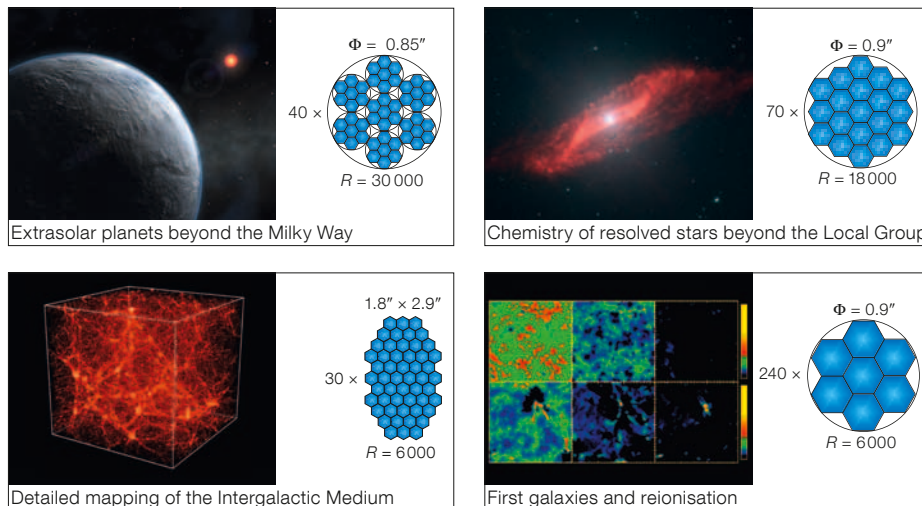 Φ = 0.85″
40 ×
R = 30 000
Extrasolar planets beyond the Milky Way
Φ = 0.9″
70 ×
R = 18 000
Chemistry of resolved stars beyond the Local Group
1.8″ × 2.9″
30 ×
R = 6000
Detailed mapping of the Intergalactic Medium
Φ = 0.9″
240 ×
R = 6000
First galaxies and reionisation